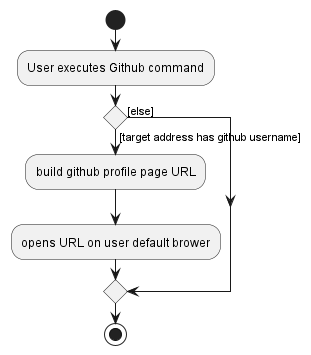 User executes Github command
[else]
[target address has github username]
build github profile page URL
opens URL on user default brower